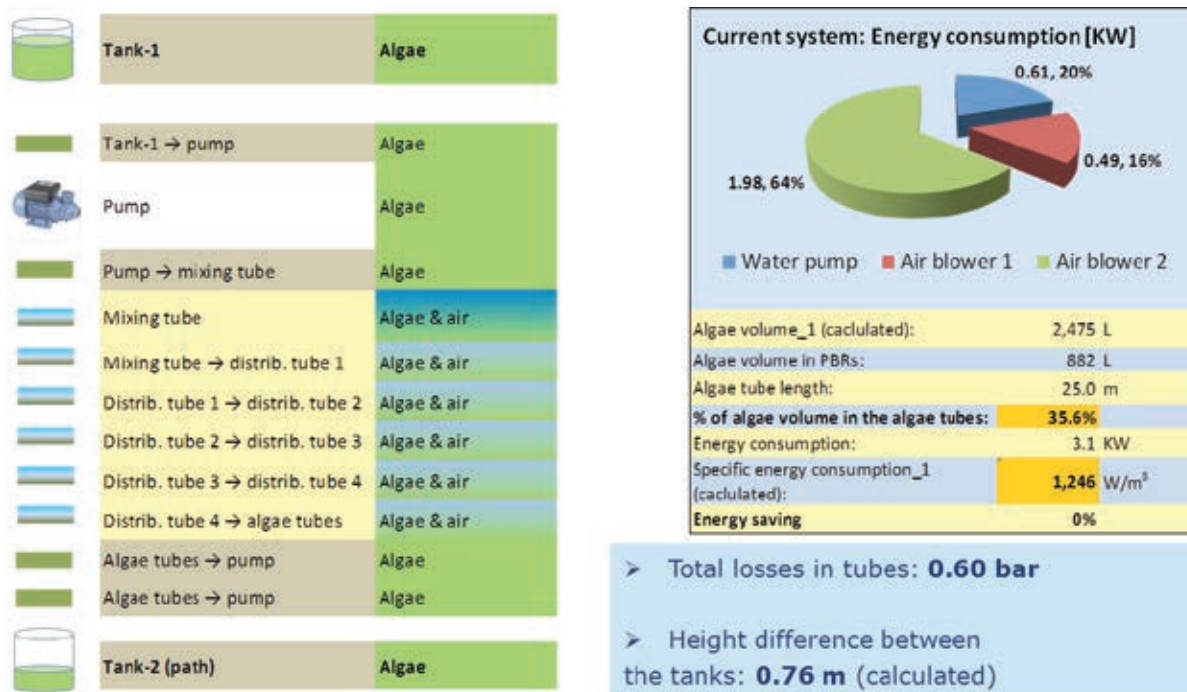 Tank-1 Algae
Tank-1 → pump Algae
Pump Algae
Pump → mixing tube Algae
Mixing tube Algae & air
Mixing tube → distrib. tube 1 Algae & air
Distrib. tube 1 → distrib. tube 2 Algae & air
Distrib. tube 2 → distrib. tube 3 Algae & air
Distrib. tube 3 → distrib. tube 4 Algae & air
Distrib. tube 4 → algae tubes Algae & air
Algae tubes → pump Algae
Algae tubes → pump Algae
Tank-2 (path) Algae
Current system: Energy consumption [KW]
0.61, 20%
0.49, 16%
1.98, 64%
Water pump Air blower 1 Air blower 2
Algae volume_1 (caclulated): 2,475 L
Algae volume in PBRs: 882 L
Algae tube length: 25.0 m
% of algae volume in the algae tubes: 35.6%
Energy consumption: 3.1 KW
Specific energy consumption_1
(caclulated): 1,246 W/m³
Energy saving 0%
➢ Total losses in tubes: 0.60 bar
➢ Height difference between
the tanks: 0.76 m (calculated)